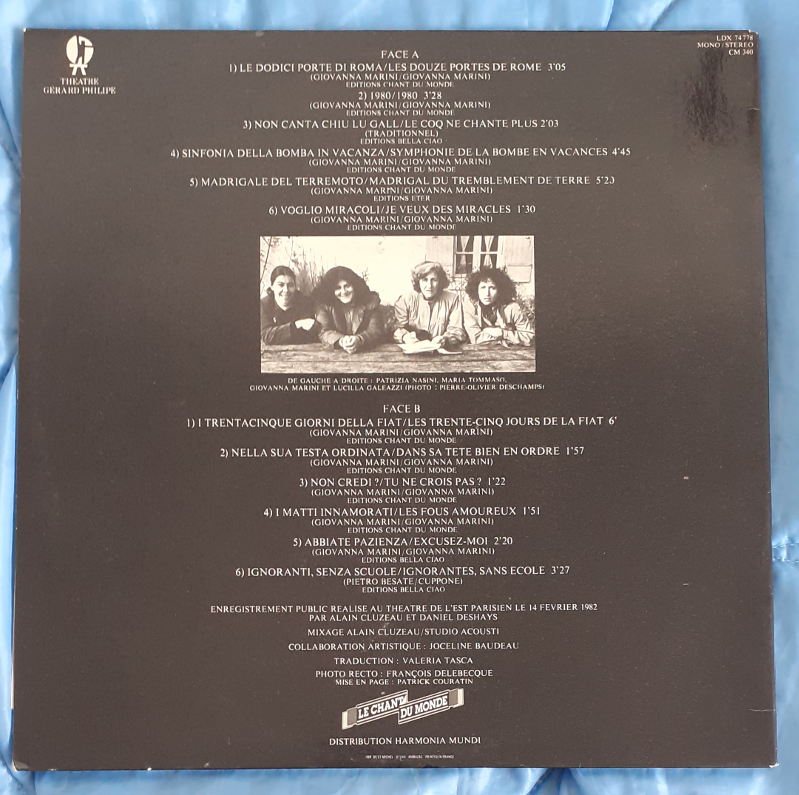 THEATRE
GÉRARD PHILIPE
LDX 74778
MONO/STEREO
CM 340
FACE A
1) LE DODICI PORTE DI ROMA/LES DOUZE PORTES DE ROME 3'05
(GIOVANNA MARINI/GIOVANNA MARINI)
EDITIONS CHANT DU MONDE
2) 1980/1980 3'28
(GIOVANNA MARINI/GIOVANNA MARINI)
EDITIONS CHANT DU MONDE
3) NON CANTA CHIU LU GALL/LE COQ NE CHANTE PLUS 2'03
(TRADITIONNEL)
EDITIONS BELLA CIAO
4) SINFONIA DELLA BOMBA IN VACANZA/SYMPHONIE DE LA BOMBE EN VACANCES 4'45
(GIOVANNA MARINI/GIOVANNA MARINI)
EDITIONS CHANT DU MONDE
5) MADRIGALE DEL TERREMOTO/MADRIGAL DU TREMBLEMENT DE TERRE 5'20
(GIOVANNA MARINI/GIOVANNA MARINI)
EDITIONS ETER
6) VOGLIO MIRACOLI/JE VEUX DES MIRACLES 1'30
(GIOVANNA MARINI/GIOVANNA MARINI)
EDITIONS CHANT DU MONDE
DE GAUCHE A DROITE : PATRIZIA NASINI, MARIA TOMMASO,
GIOVANNA MARINI ET LUCILLA GALEAZZI (PHOTO : PIERRE-OLIVIER DESCHAMPS)
FACE B
1) I TRENTACINQUE GIORNI DELLA FIAT/LES TRENTE-CINQ JOURS DE LA FIAT 6'
(GIOVANNA MARINI/GIOVANNA MARINI)
EDITIONS CHANT DU MONDE
2) NELLA SUA TESTA ORDINATA/DANS SA TETE BIEN EN ORDRE 1'57
(GIOVANNA MARINI/GIOVANNA MARINI)
EDITIONS CHANT DU MONDE
3) NON CREDI ?/TU NE CROIS PAS ? 1'22
(GIOVANNA MARINI/GIOVANNA MARINI)
EDITIONS CHANT DU MONDE
4) I MATTI INNAMORATI/LES FOUS AMOUREUX 1'51
(GIOVANNA MARINI/GIOVANNA MARINI)
EDITIONS CHANT DU MONDE
5) ABBIATE PAZIENZA/EXCUSEZ-MOI 2'20
(GIOVANNA MARINI/GIOVANNA MARINI)
EDITIONS BELLA CIAO
6) IGNORANTI, SENZA SCUOLE/IGNORANTES, SANS ECOLE 3'27
(PIETRO BESATE/CUPPONE)
EDITIONS BELLA CIAO
ENREGISTREMENT PUBLIC REALISE AU THEATRE DE L'EST PARISIEN LE 14 FEVRIER 1982
PAR ALAIN CLUZEAU ET DANIEL DESHAYS
MIXAGE ALAIN CLUZEAU/STUDIO ACOUSTI
COLLABORATION ARTISTIQUE : JOCELINE BAUDEAU
TRADUCTION : VALERIA TASCA
PHOTO RECTO : FRANÇOIS DELEBECQUE
MISE EN PAGE : PATRICK COURATIN
LE CHANT
DU MONDE
DISTRIBUTION HARMONIA MUNDI